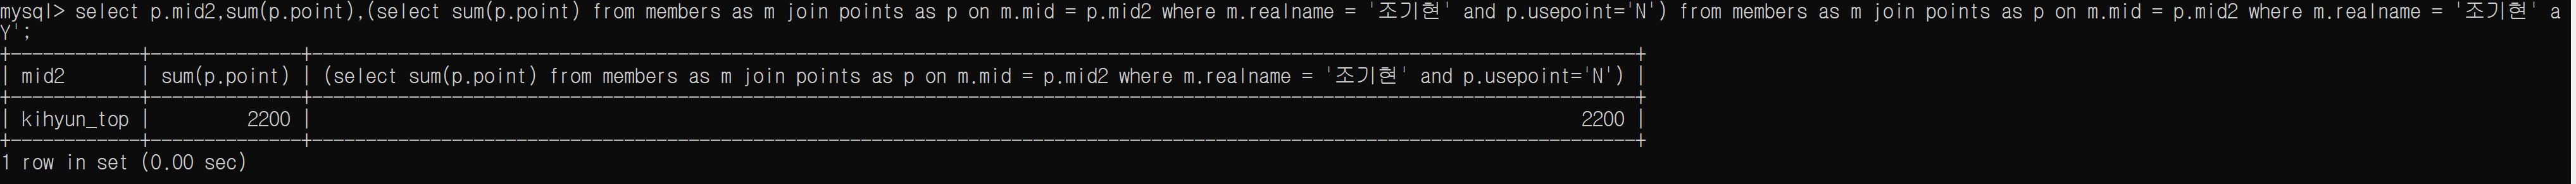 mysql> select p.mid2,sum(p.point),(select sum(p.point) from members as m join points as p on m.mid = p.mid2 where m.realname = '조기현' and p.usepoint='N') from members as m join points as p on m.mid = p.mid2 where m.realname = '조기현' a
Y';
+------------+--------------+---------------------------------------------------------------------------------------------------------------------------+
| mid2 | sum(p.point) | (select sum(p.point) from members as m join points as p on m.mid = p.mid2 where m.realname = '조기현' and p.usepoint='N') |
+------------+--------------+---------------------------------------------------------------------------------------------------------------------------+
| kihyun_top | 2200 | 2200 |
+------------+--------------+---------------------------------------------------------------------------------------------------------------------------+
1 row in set (0.00 sec)